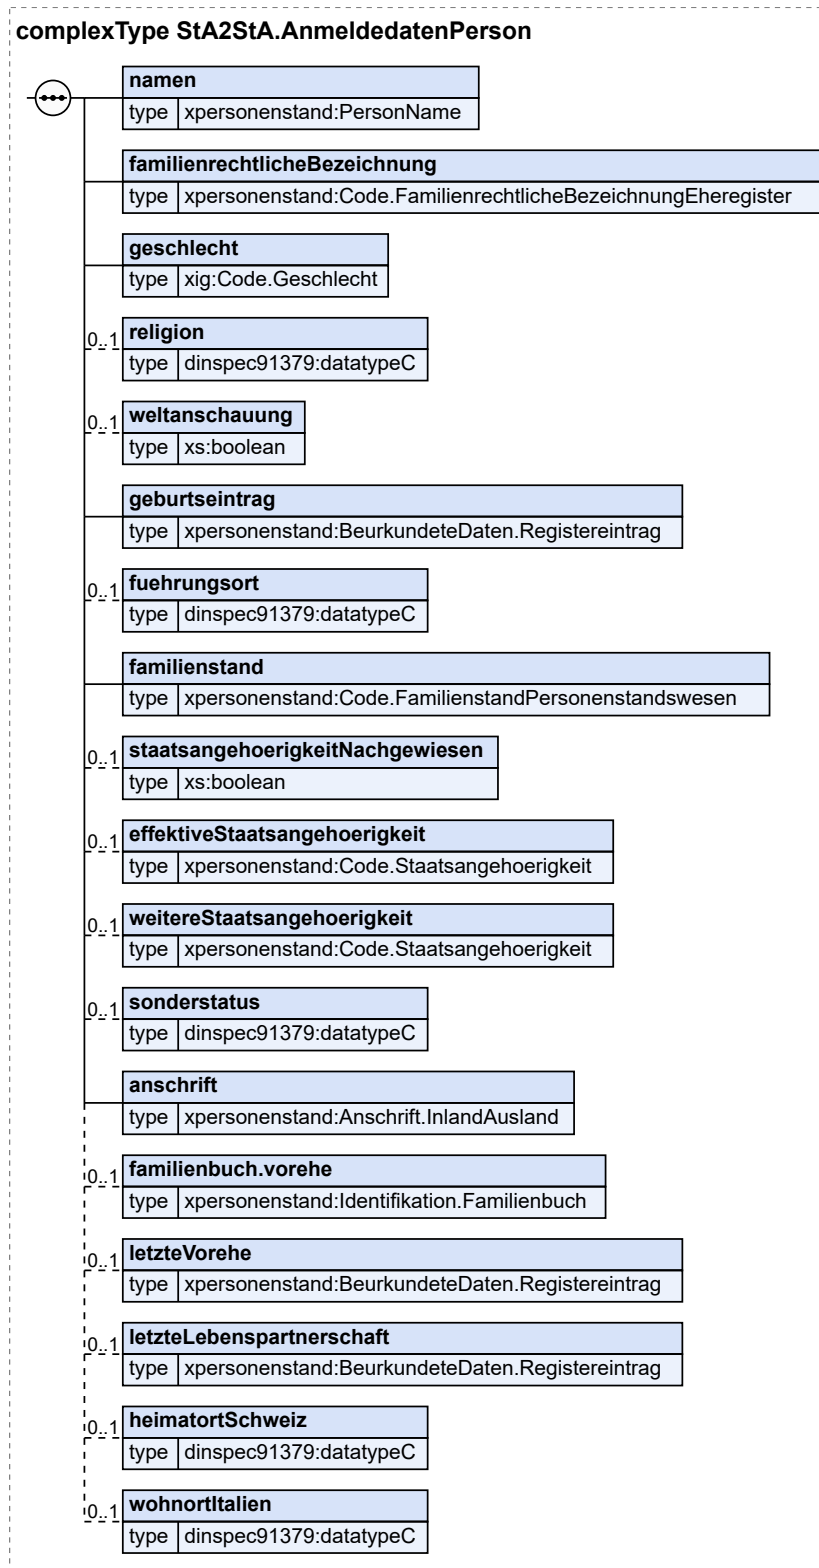 complexType StA2StA.AnmeldedatenPerson
namen
type xpersonenstand:PersonName
familienrechtlicheBezeichnung
type xpersonenstand:Code.FamilienrechtlicheBezeichnungEheregister
geschlecht
type xig:Code.Geschlecht
0..1 religion
type dinspec91379:datatypeC
0..1 weltanschauung
type xs:boolean
geburtseintrag
type xpersonenstand:BeurkundeteDaten.Registereintrag
0..1 fuehrungsort
type dinspec91379:datatypeC
familienstand
type xpersonenstand:Code.FamilienstandPersonenstandswesen
0..1 staatsangehoerigkeitNachgewiesen
type xs:boolean
0..1 effektiveStaatsangehoerigkeit
type xpersonenstand:Code.Staatsangehoerigkeit
0..1 weitereStaatsangehoerigkeit
type xpersonenstand:Code.Staatsangehoerigkeit
0..1 sonderstatus
type dinspec91379:datatypeC
anschrift
type xpersonenstand:Anschrift.InlandAusland
0..1 familienbuch.vorehe
type xpersonenstand:Identifikation.Familienbuch
0..1 letzteVorehe
type xpersonenstand:BeurkundeteDaten.Registereintrag
0..1 letzteLebenspartnerschaft
type xpersonenstand:BeurkundeteDaten.Registereintrag
0..1 heimatortSchweiz
type dinspec91379:datatypeC
0..1 wohnortItalien
type dinspec91379:datatypeC